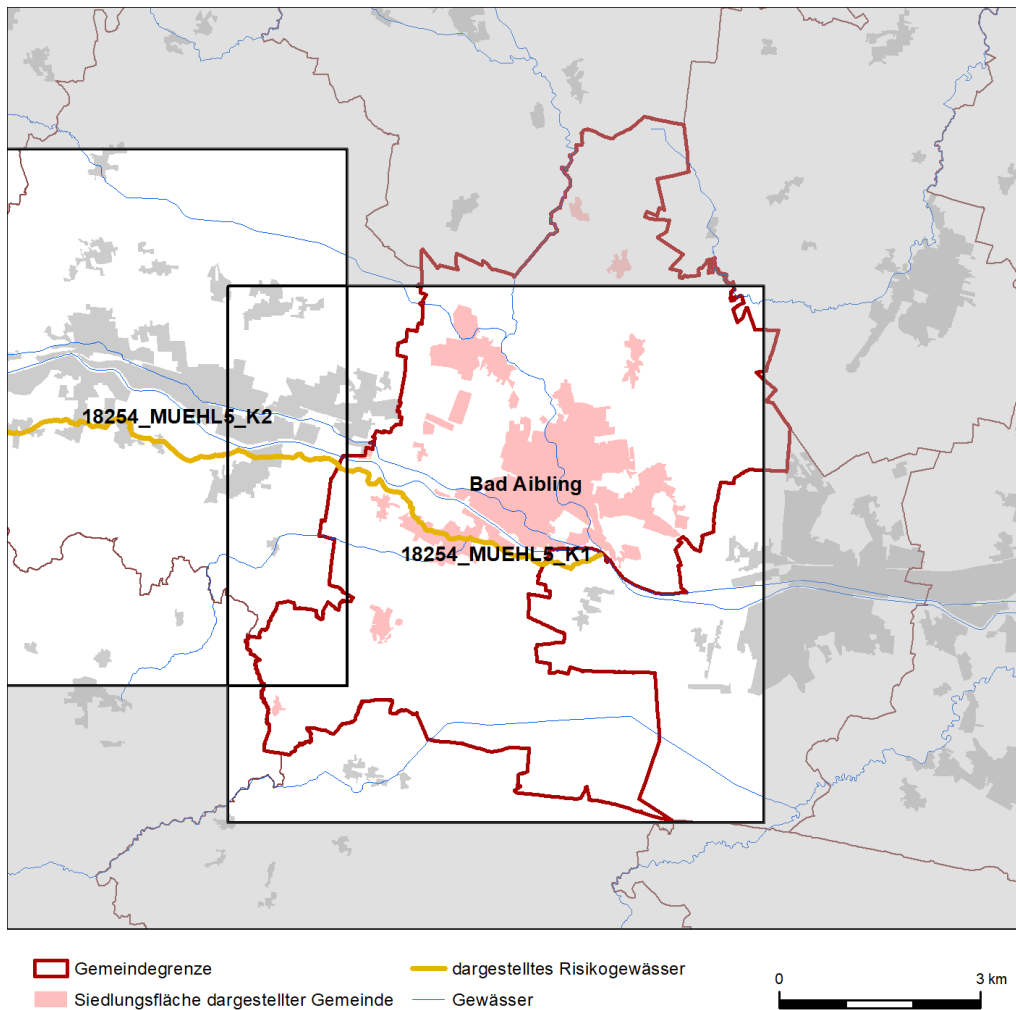 18254_MUEHL5_K2
Bad Aibling
18254_MUEHL5_K1
Gemeindegrenze
dargestelltes Risikogewässer
0 3 km
Siedlungsfläche dargestellter Gemeinde
Gewässer